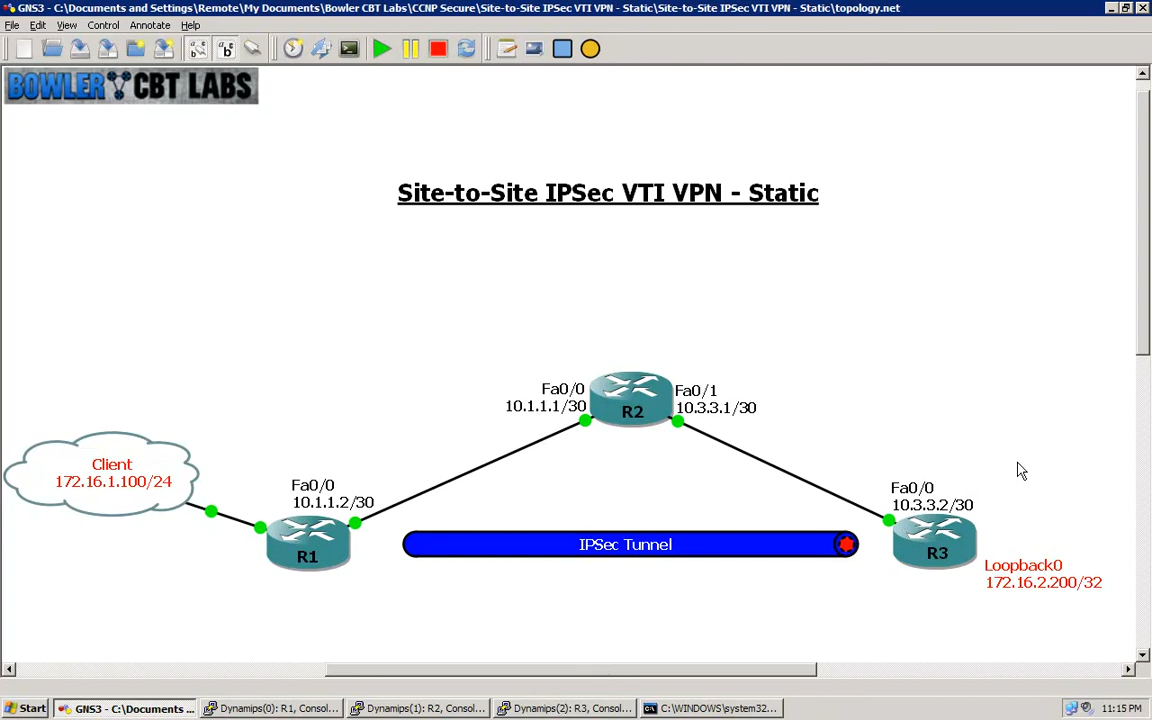 GNS3 - C:\Documents and Settings\Remote\My Documents\Bowler CBT Labs\CCNP Secure\Site-to-Site IPSec VTI VPN - Static\Site-to-Site IPSec VTI VPN - Static\topology.net
File Edit View Control Annotate Help
BOWLER CBT LABS
Site-to-Site IPSec VTI VPN - Static
Fa0/0
10.1.1.1/30
R2
Fa0/1
10.3.3.1/30
Client
172.16.1.100/24
Fa0/0
10.1.1.2/30
R1
IPSec Tunnel
Fa0/0
10.3.3.2/30
R3
Loopback0
172.16.2.200/32
Start
GNS3 - C:\Documents ...
Dynamips(0): R1, Consol...
Dynamips(1): R2, Consol...
Dynamips(2): R3, Consol...
C:\WINDOWS\system32...
11:15 PM